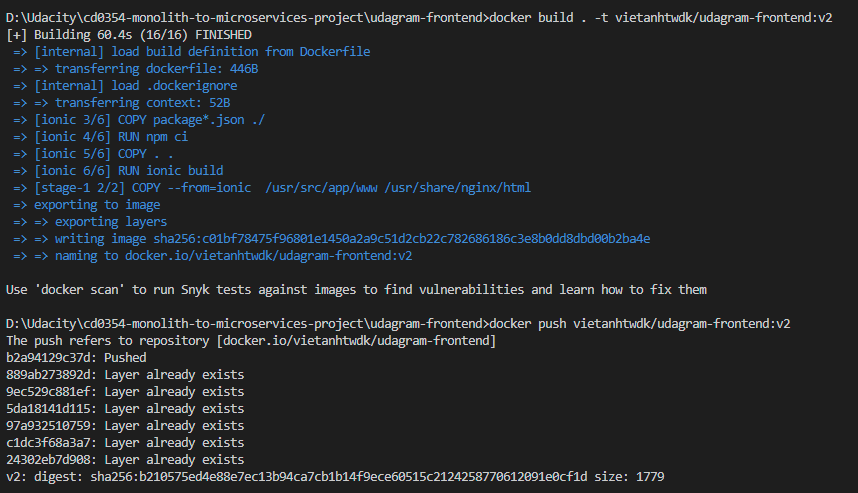 D:\Udacity\cd0354-monolith-to-microservices-project\udagram-frontend>docker build . -t vietanhtwdk/udagram-frontend:v2
[+] Building 60.4s (16/16) FINISHED
=> [internal] load build definition from Dockerfile
=> => transferring dockerfile: 446B
=> [internal] load .dockerignore
=> => transferring context: 52B
=> [ionic 3/6] COPY package*.json ./
=> [ionic 4/6] RUN npm ci
=> [ionic 5/6] COPY . .
=> [ionic 6/6] RUN ionic build
=> [stage-1 2/2] COPY --from=ionic  /usr/src/app/www /usr/share/nginx/html
=> exporting to image
=> => exporting layers
=> => writing image sha256:c01bf78475f96801e1450a2a9c51d2cb22c782686186c3e8b0dd8dbd00b2ba4e
=> => naming to docker.io/vietanhtwdk/udagram-frontend:v2
Use 'docker scan' to run Snyk tests against images to find vulnerabilities and learn how to fix them
D:\Udacity\cd0354-monolith-to-microservices-project\udagram-frontend>docker push vietanhtwdk/udagram-frontend:v2
The push refers to repository [docker.io/vietanhtwdk/udagram-frontend]
b2a94129c37d: Pushed
889ab273892d: Layer already exists
9ec529c881ef: Layer already exists
5da18141d115: Layer already exists
97a932510759: Layer already exists
c1dc3f68a3a7: Layer already exists
24302eb7d908: Layer already exists
v2: digest: sha256:b210575ed4e88e7ec13b94ca7cb1b14f9ece60515c2124258770612091e0cf1d size: 1779